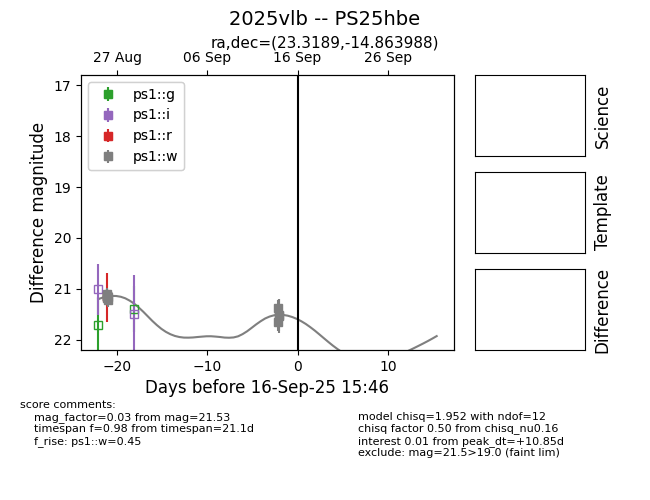 2025vlb -- PS25hbe
ra,dec=(23.3189,-14.863988)
27 Aug 06 Sep 16 Sep 26 Sep
17
18
19
20
21
22
Difference magnitude
ps1::g
ps1::i
ps1::r
ps1::w
−20 −10 0 10
Days before 16-Sep-25 15:46
Science
Template
Difference
score comments:
mag_factor=0.03 from mag=21.53
timespan f=0.98 from timespan=21.1d
f_rise: ps1::w=0.45
model chisq=1.952 with ndof=12
chisq factor 0.50 from chisq_nu0.16
interest 0.01 from peak_dt=+10.85d
exclude: mag=21.5>19.0 (faint lim)